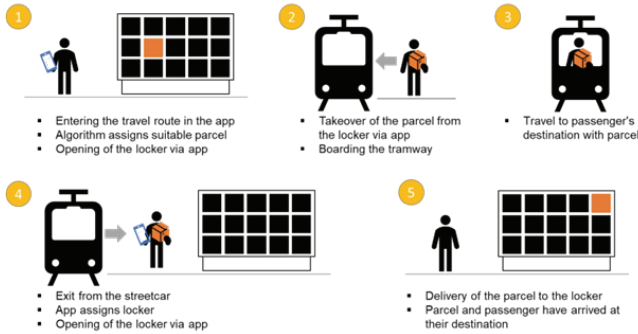 1
▪ Entering the travel route in the app
▪ Algorithm assigns suitable parcel
▪ Opening of the locker via app
2
▪ Takeover of the parcel from
the locker via app
▪ Boarding the tramway
3
▪ Travel to passenger's
destination with parcel
4
▪ Exit from the streetcar
▪ App assigns locker
▪ Opening of the locker via app
5
▪ Delivery of the parcel to the locker
▪ Parcel and passenger have arrived at
their destination